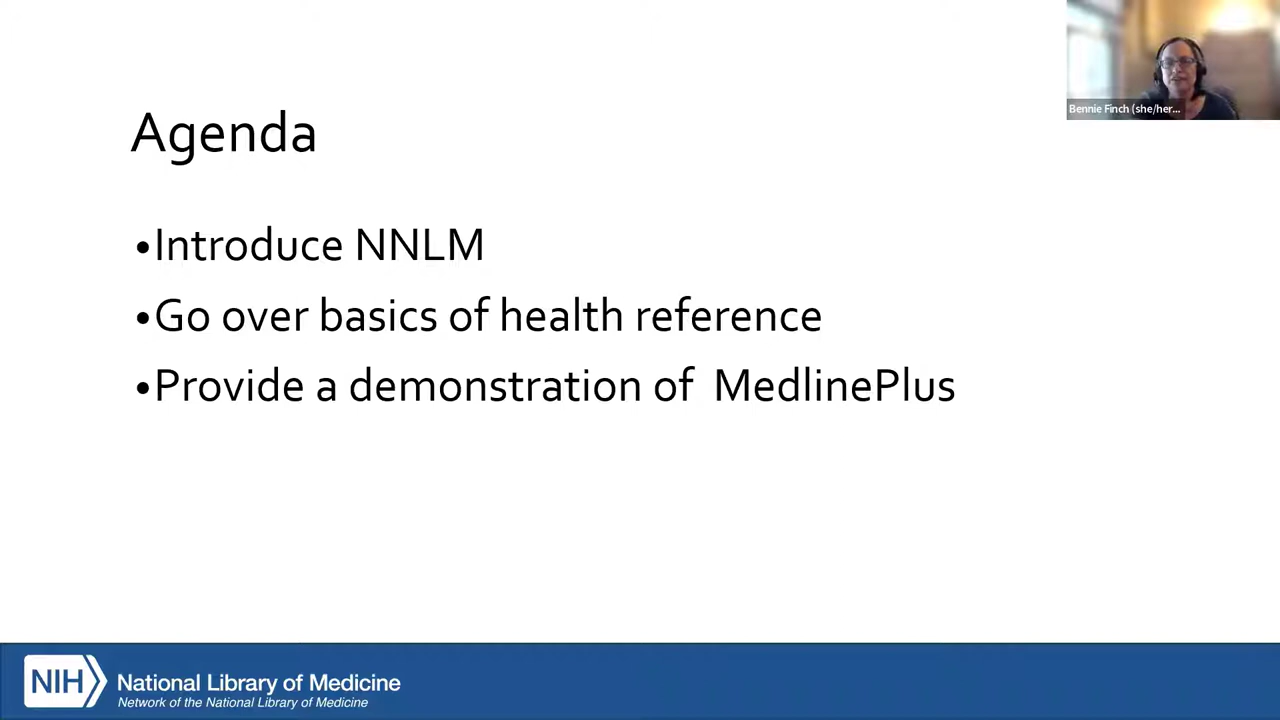 Bennie Finch (she/her...
Agenda
•Introduce NNLM
•Go over basics of health reference
•Provide a demonstration of  MedlinePlus
NIH
National Library of Medicine
Network of the National Library of Medicine